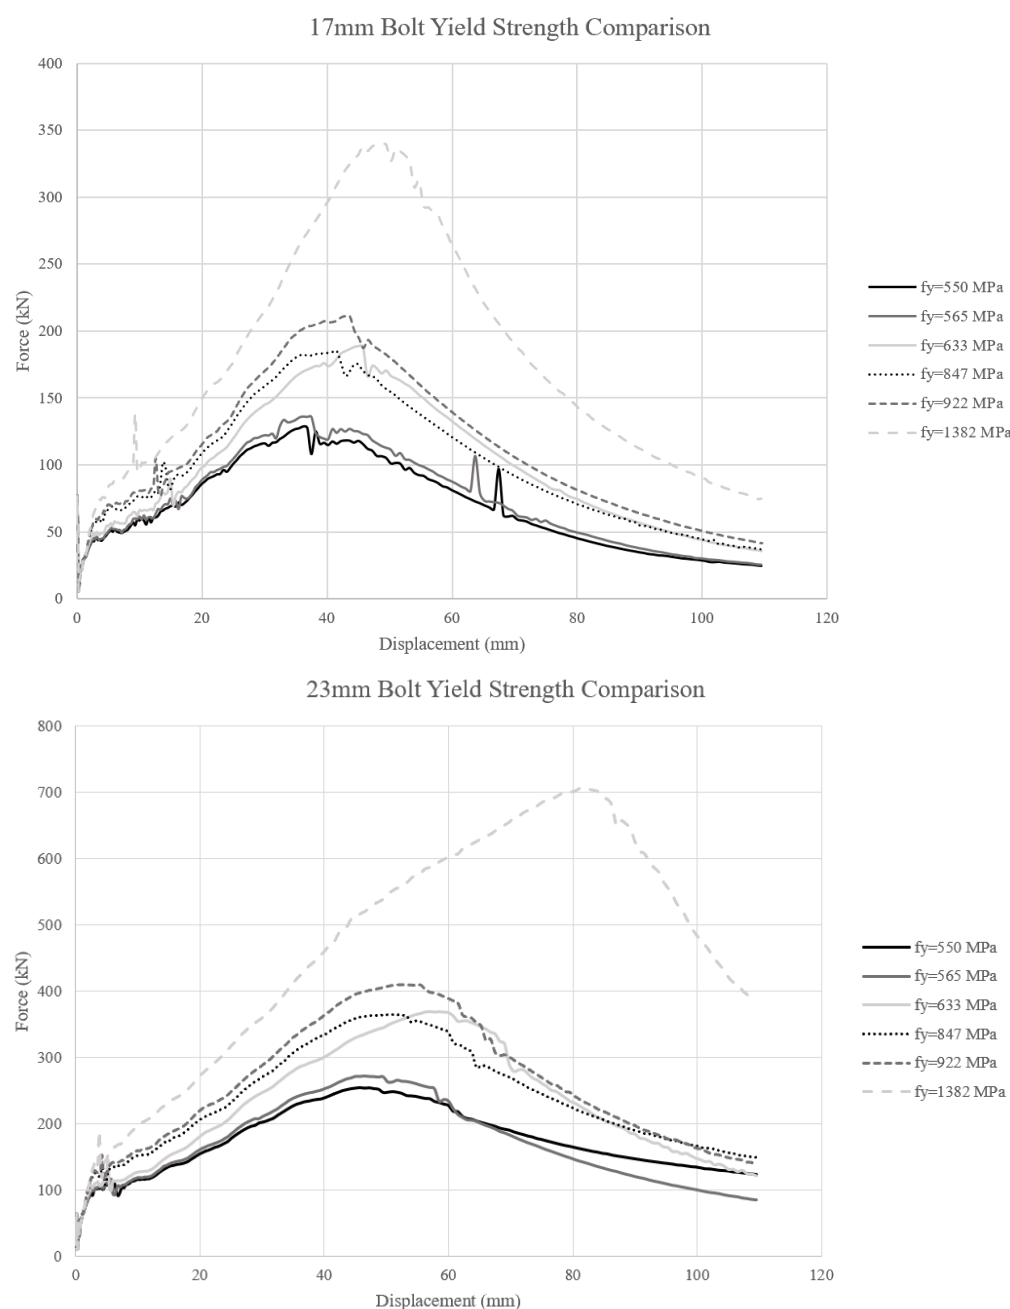 17mm Bolt Yield Strength Comparison
400
350
300
250
200
150
100
50
0
Force (kN)
0 20 40 60 80 100 120
Displacement (mm)
fy=550 MPa
fy=565 MPa
fy=633 MPa
fy=847 MPa
fy=922 MPa
fy=1382 MPa
23mm Bolt Yield Strength Comparison
800
700
600
500
400
300
200
100
0
Force (kN)
0 20 40 60 80 100 120
Displacement (mm)
fy=550 MPa
fy=565 MPa
fy=633 MPa
fy=847 MPa
fy=922 MPa
fy=1382 MPa